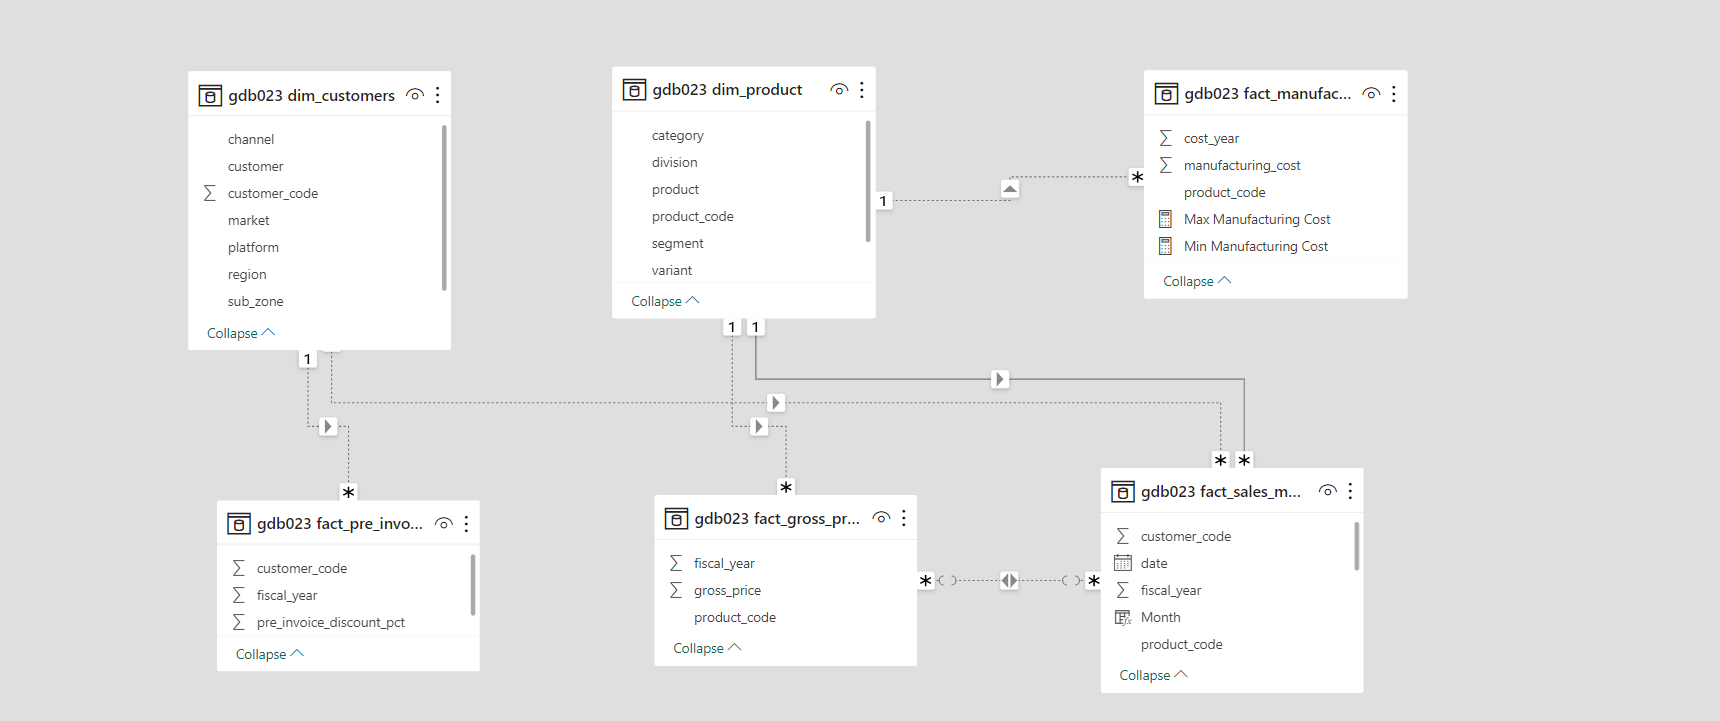 gdb023 dim_customers
channel
customer
customer_code
market
platform
region
sub_zone
Collapse
1
gdb023 dim_product
category
division
product
product_code
segment
variant
Collapse
1
1
1
gdb023 fact_manufac...
cost_year
manufacturing_cost
product_code
Max Manufacturing Cost
Min Manufacturing Cost
Collapse
*
gdb023 fact_pre_invo...
customer_code
fiscal_year
pre_invoice_discount_pct
Collapse
*
gdb023 fact_gross_pr...
fiscal_year
gross_price
product_code
Collapse
*
*
gdb023 fact_sales_m...
customer_code
date
fiscal_year
Month
product_code
Collapse
*
*
*